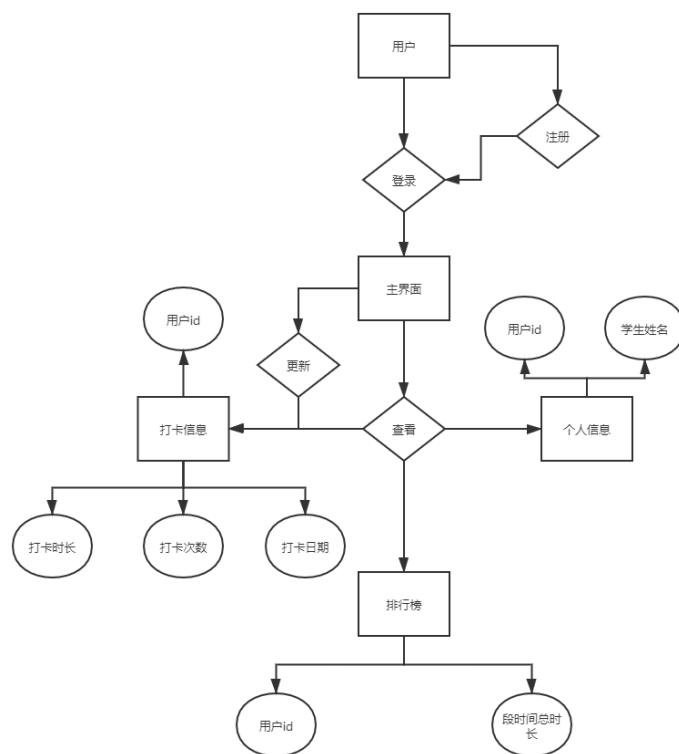 用户
注册
登录
主界面
用户id
用户id
学生姓名
更新
打卡信息
查看
个人信息
打卡时长
打卡次数
打卡日期
排行榜
用户id
段时间总时
长